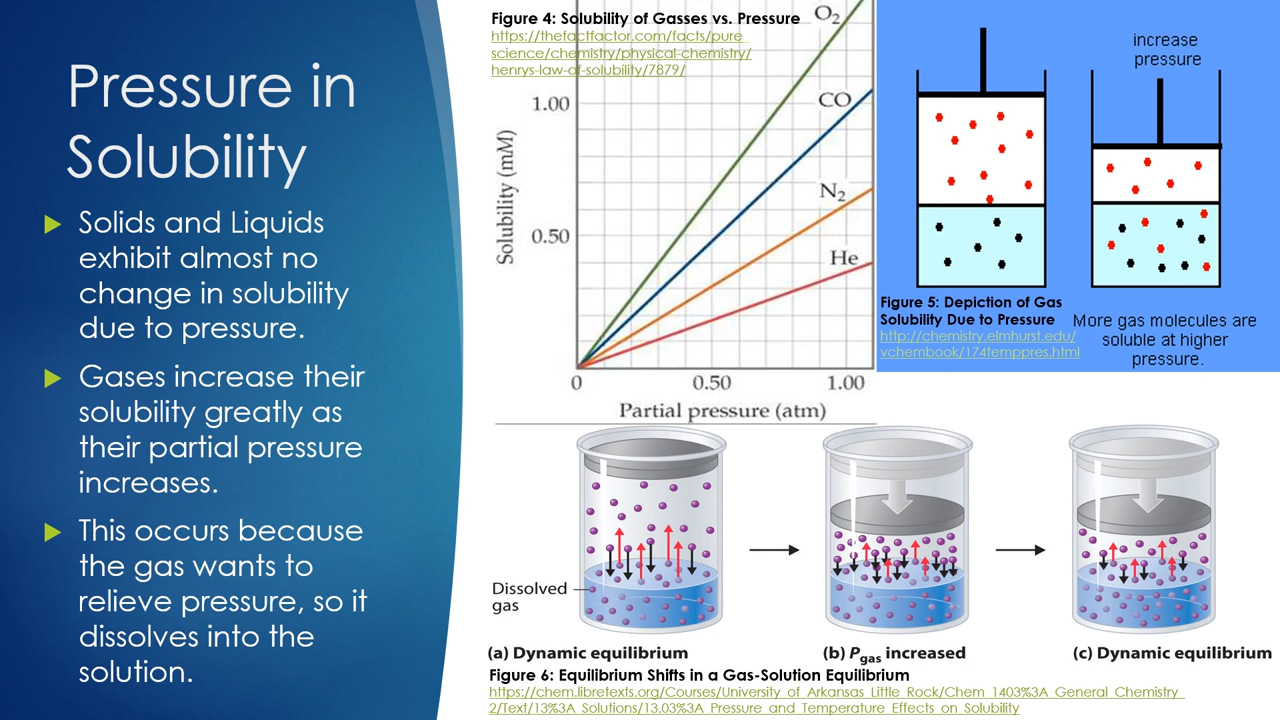 Pressure in
Solubility
Solids and Liquids
exhibit almost no
change in solubility
due to pressure.
Gases increase their
solubility greatly as
their partial pressure
increases.
This occurs because
the gas wants to
relieve pressure, so it
dissolves into the
solution.
Figure 4: Solubility of Gasses vs. Pressure
https://thefactfactor.com/facts/pure_
science/chemistry/physical-chemistry/
henrys-law-of-solubility/7879/
O2
CO
N2
He
1.00
0.50
Solubility (mM)
0
0.50
1.00
Partial pressure (atm)
increase
pressure
Figure 5: Depiction of Gas
Solubility Due to Pressure
http://chemistry.elmhurst.edu/
vchembook/174temppres.html
More gas molecules are
soluble at higher
pressure.
Dissolved
gas
(a) Dynamic equilibrium
(b) Pgas increased
(c) Dynamic equilibrium
Figure 6: Equilibrium Shifts in a Gas-Solution Equilibrium
https://chem.libretexts.org/Courses/University_of_Arkansas_Little_Rock/Chem_1403%3A_General_Chemistry_
2/Text/13%3A_Solutions/13.03%3A_Pressure_and_Temperature_Effects_on_Solubility